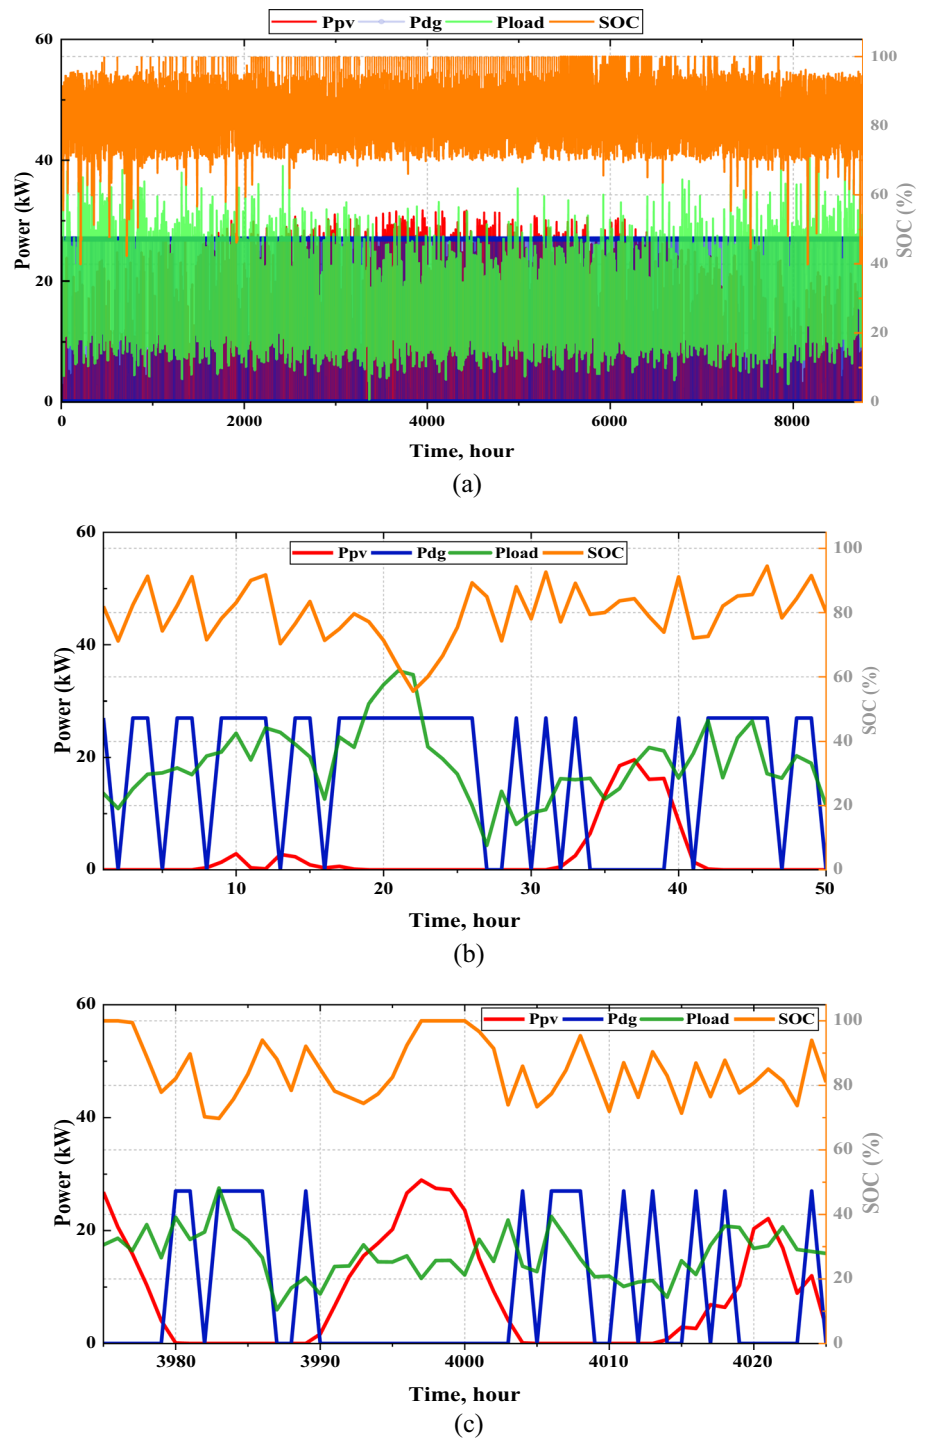 Ppv Pdg Pload SOC
60
40
20
0
Power (kW)
100
80
60
40
20
0
SOC (%)
0 2000 4000 6000 8000
Time, hour
(a)
Ppv Pdg Pload SOC
60
40
20
0
Power (kW)
100
80
60
40
20
0
SOC (%)
10 20 30 40 50
Time, hour
(b)
Ppv Pdg Pload SOC
60
40
20
0
Power (kW)
100
80
60
40
20
0
SOC (%)
3980 3990 4000 4010 4020
Time, hour
(c)